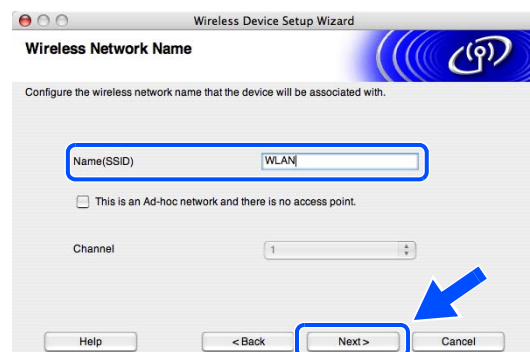 Wireless Device Setup Wizard
Wireless Network Name
Configure the wireless network name that the device will be associated with.
Name(SSID) WLAN
This is an Ad-hoc network and there is no access point.
Channel 1
Help < Back Next > Cancel